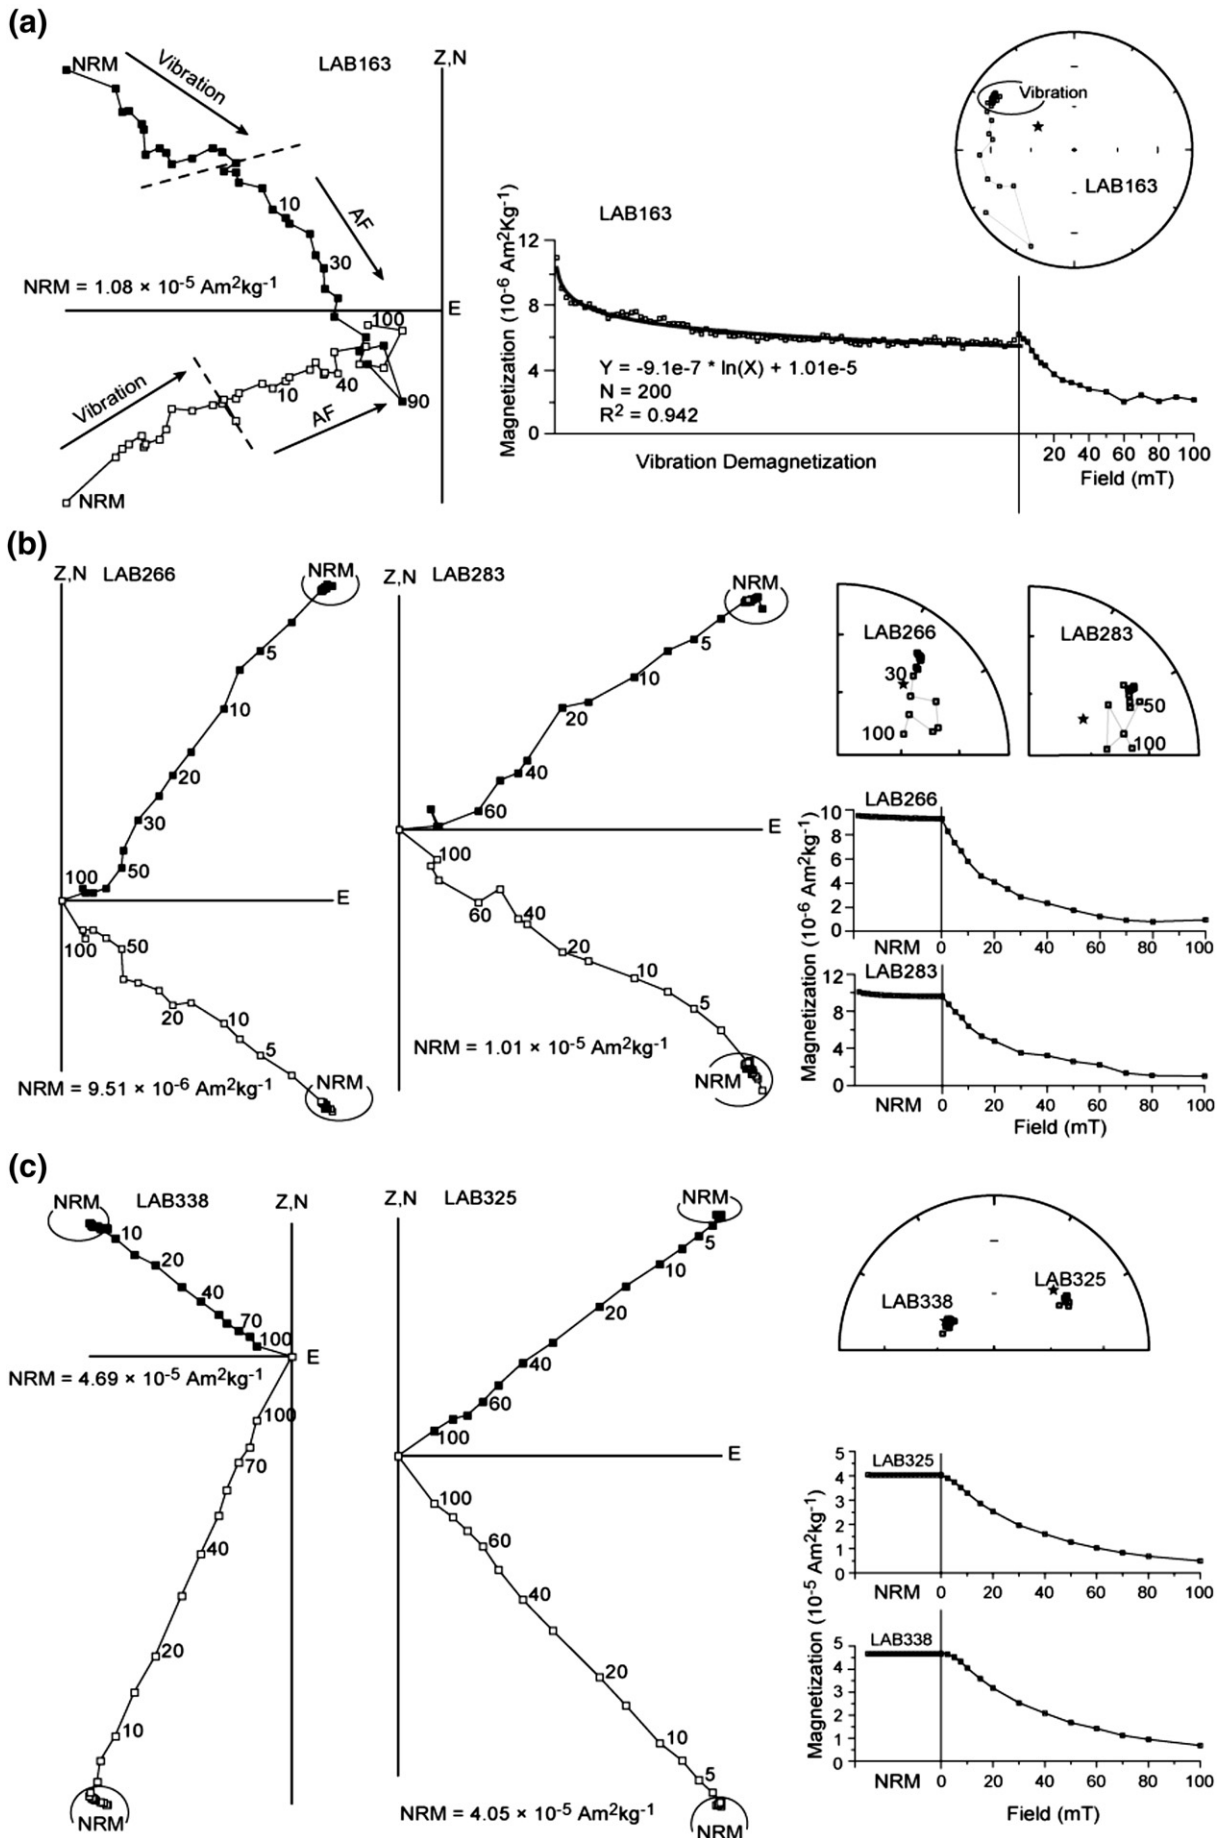 (a)
NRM
Vibration
LAB163
Z,N
10
AF
30
NRM = 1.08 × 10-5 Am2kg-1
E
100
40
10
90
Vibration
AF
NRM
LAB163
Magnetization (10-6 Am2Kg-1)
12
8
4
0
Y = -9.1e-7 * ln(X) + 1.01e-5
N = 200
R2 = 0.942
Vibration Demagnetization
20 40 60 80 100
Field (mT)
Vibration
LAB163
(b)
Z,N LAB266
NRM
5
10
20
30
50
100
E
100
50
20
10
5
NRM = 9.51 × 10-6 Am2kg-1
NRM
Z,N LAB283
NRM
5
10
20
40
60
E
100
60
40
20
10
5
NRM = 1.01 × 10-5 Am2kg-1
NRM
LAB266
30
100
LAB283
50
100
Magnetization (10-6 Am2kg-1)
LAB266
10
8
6
4
2
0
NRM 0 20 40 60 80 100
LAB283
12
8
4
0
NRM 0 20 40 60 80 100
Field (mT)
(c)
NRM
LAB338
Z,N
10
20
40
70
100
E
NRM = 4.69 × 10-5 Am2kg-1
100
70
40
20
10
NRM
Z,N
LAB325
NRM
5
10
20
40
60
100
E
100
60
40
20
10
5
NRM = 4.05 × 10-5 Am2kg-1
NRM
LAB338
LAB325
Magnetization (10-5 Am2kg-1)
LAB325
5
4
3
2
1
0
NRM 0 20 40 60 80 100
LAB338
5
4
3
2
1
0
NRM 0 20 40 60 80 100
Field (mT)